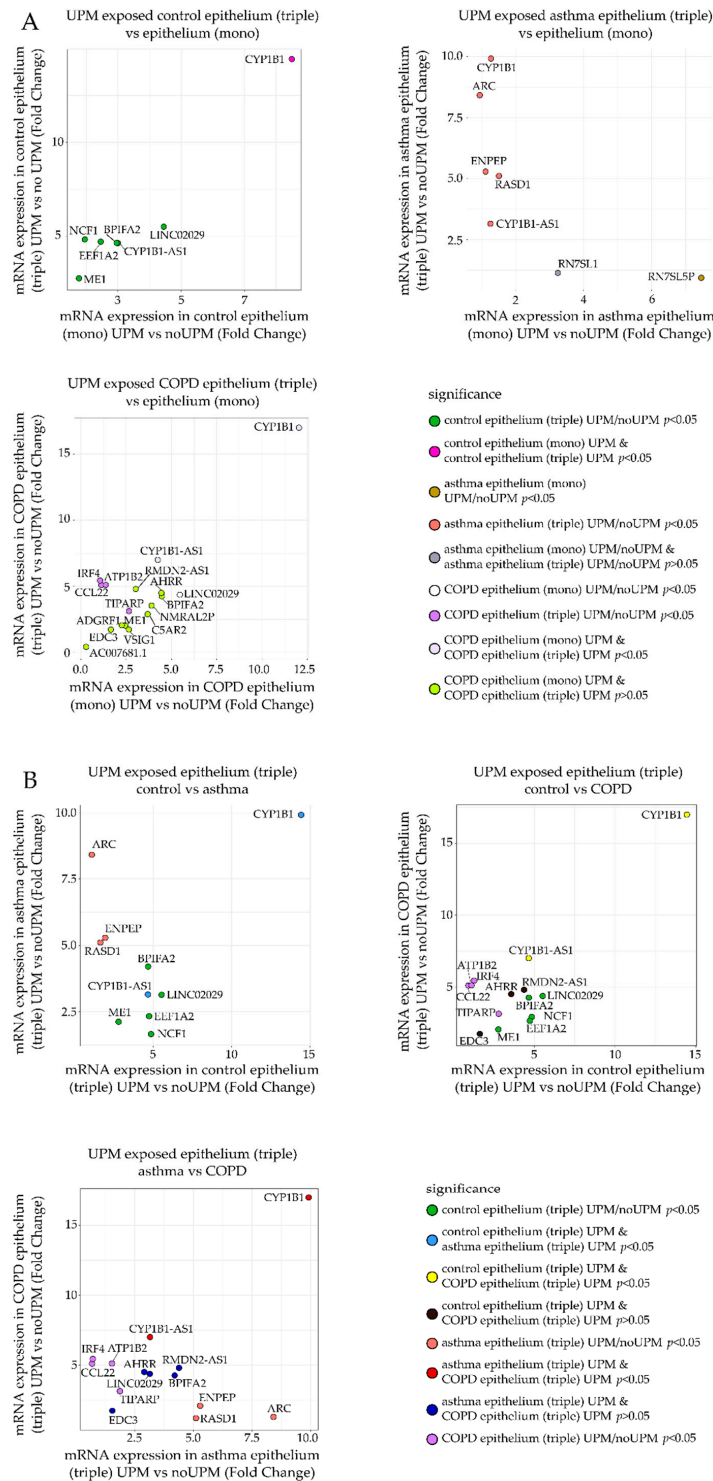 A
UPM exposed control epithelium (triple)
vs epithelium (mono)
mRNA expression in control epithelium
(triple) UPM vs no UPM (Fold Change)
10
5
CYP1B1
NCF1
BPIFA2
LINC02029
EEF1A2
CYP1B1-AS1
ME1
3
5
7
mRNA expression in control epithelium
(mono) UPM vs noUPM (Fold Change)
UPM exposed asthma epithelium (triple)
vs epithelium (mono)
mRNA expression in asthma epithelium
(triple) UPM vs noUPM (Fold Change)
10.0
7.5
5.0
2.5
CYP1B1
ARC
ENPEP
RASD1
CYP1B1-AS1
RN7SL1
RN7SL5P
2
4
6
mRNA expression in asthma epithelium
(mono) UPM vs noUPM (Fold Change)
UPM exposed COPD epithelium (triple)
vs epithelium (mono)
mRNA expression in COPD epithelium
(triple) UPM vs noUPM (Fold Change)
15
10
5
0
CYP1B1
CYP1B1-AS1
RMDN2-AS1
IRF4
ATP1B2
AHRR
CCL22
LINC02029
TIPARP
BPIFA2
NMRAL2P
ADGRF1
ME1
C5AR2
EDC3
VSIG1
AC007681.1
0.0
2.5
5.0
7.5
10.0
12.5
mRNA expression in COPD epithelium
(mono) UPM vs noUPM (Fold Change)
significance
control epithelium (triple) UPM/noUPM p<0.05
control epithelium (mono) UPM &
control epithelium (triple) UPM p<0.05
asthma epithelium (mono)
UPM/noUPM p<0.05
asthma epithelium (triple) UPM/noUPM p<0.05
asthma epithelium (mono) UPM/noUPM &
asthma epithelium (triple) UPM/noUPM p>0.05
COPD epithelium (mono) UPM/noUPM p<0.05
COPD epithelium (triple) UPM/noUPM p<0.05
COPD epithelium (mono) UPM &
COPD epithelium (triple) UPM p<0.05
COPD epithelium (mono) UPM &
COPD epithelium (triple) UPM p>0.05
B
UPM exposed epithelium (triple)
control vs asthma
mRNA expression in asthma epithelium
(triple) UPM vs noUPM (Fold Change)
10.0
7.5
5.0
2.5
CYP1B1
ARC
ENPEP
RASD1
BPIFA2
CYP1B1-AS1
LINC02029
ME1
EEF1A2
NCF1
5
10
15
mRNA expression in control epithelium
(triple) UPM vs noUPM (Fold Change)
UPM exposed epithelium (triple)
control vs COPD
mRNA expression in COPD epithelium
(triple) UPM vs noUPM (Fold Change)
15
10
5
CYP1B1
CYP1B1-AS1
ATP1B2
IRF4
RMDN2-AS1
AHRR
CCL22
LINC02029
BPIFA2
TIPARP
NCF1
ME1
EEF1A2
EDC3
5
10
15
mRNA expression in control epithelium
(triple) UPM vs noUPM (Fold Change)
UPM exposed epithelium (triple)
asthma vs COPD
mRNA expression in COPD epithelium
(triple) UPM vs noUPM (Fold Change)
15
10
5
CYP1B1
CYP1B1-AS1
IRF4
ATP1B2
RMDN2-AS1
AHRR
CCL22
LINC02029
BPIFA2
TIPARP
ENPEP
ARC
EDC3
RASD1
2.5
5.0
7.5
10.0
mRNA expression in asthma epithelium
(triple) UPM vs noUPM (Fold Change)
significance
control epithelium (triple) UPM/noUPM p<0.05
control epithelium (triple) UPM &
asthma epithelium (triple) UPM p<0.05
control epithelium (triple) UPM &
COPD epithelium (triple) UPM p<0.05
control epithelium (triple) UPM &
COPD epithelium (triple) UPM p>0.05
asthma epithelium (triple) UPM/noUPM p<0.05
asthma epithelium (triple) UPM &
COPD epithelium (triple) UPM p<0.05
asthma epithelium (triple) UPM &
COPD epithelium (triple) UPM p>0.05
COPD epithelium (triple) UPM/noUPM p<0.05